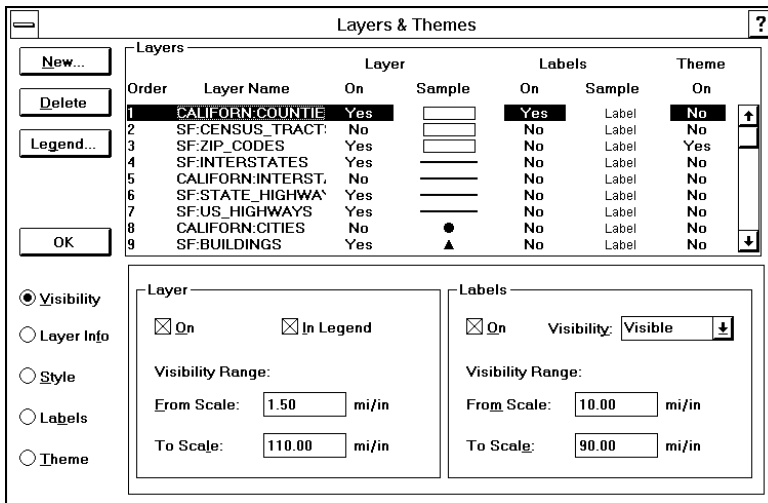 Layers & Themes ?
New...
Delete
Legend...
OK
Layers
Layer Labels Theme
Order Layer Name On Sample On Sample On
1 CALIFORN:COUNTIE Yes Yes Label No
2 SF:CENSUS_TRACT: No No Label No
3 SF:ZIP_CODES Yes No Label Yes
4 SF:INTERSTATES Yes No Label No
5 CALIFORN:INTERST, No No Label No
6 SF:STATE_HIGHWA' Yes No Label No
7 SF:US_HIGHWAYS Yes No Label No
8 CALIFORN:CITIES No No Label No
9 SF:BUILDINGS Yes No Label No
Visibility
Layer Info
Style
Labels
Theme
Layer
On In Legend
Visibility Range:
From Scale: 1.50 mi/in
To Scale: 110.00 mi/in
Labels
On Visibility: Visible
Visibility Range:
From Scale: 10.00 mi/in
To Scale: 90.00 mi/in